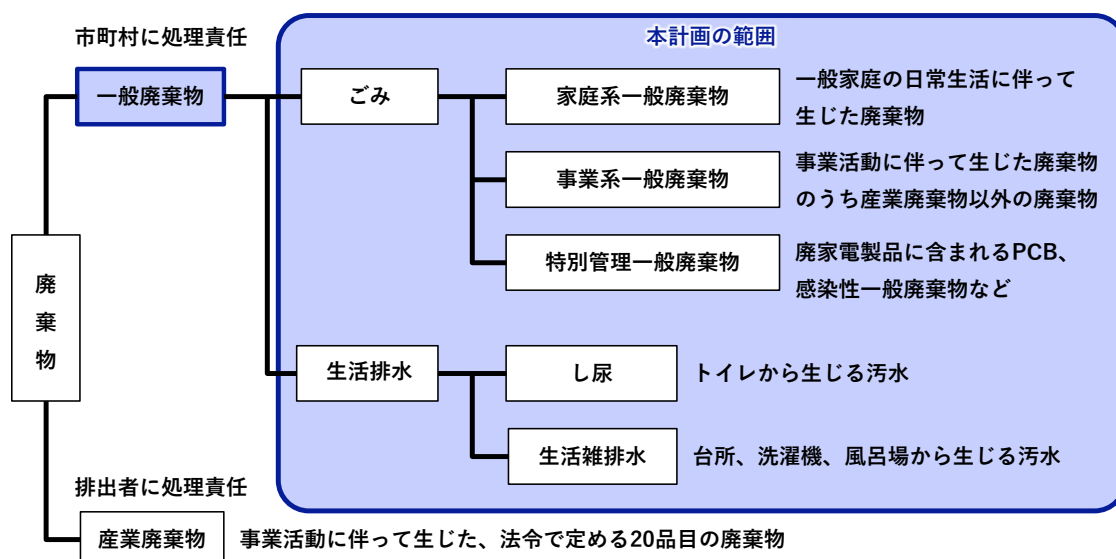 市町村に処理責任
本計画の範囲
一般廃棄物
ごみ
家庭系一般廃棄物
一般家庭の日常生活に伴って
生じた廃棄物
事業系一般廃棄物
事業活動に伴って生じた廃棄物
のうち産業廃棄物以外の廃棄物
特別管理一般廃棄物
廃家電製品に含まれるPCB、
感染性一般廃棄物など
廃棄物
生活排水
し尿
トイレから生じる汚水
生活雑排水
台所、洗濯機、風呂場から生じる汚水
排出者に処理責任
産業廃棄物
事業活動に伴って生じた、法令で定める20品目の廃棄物